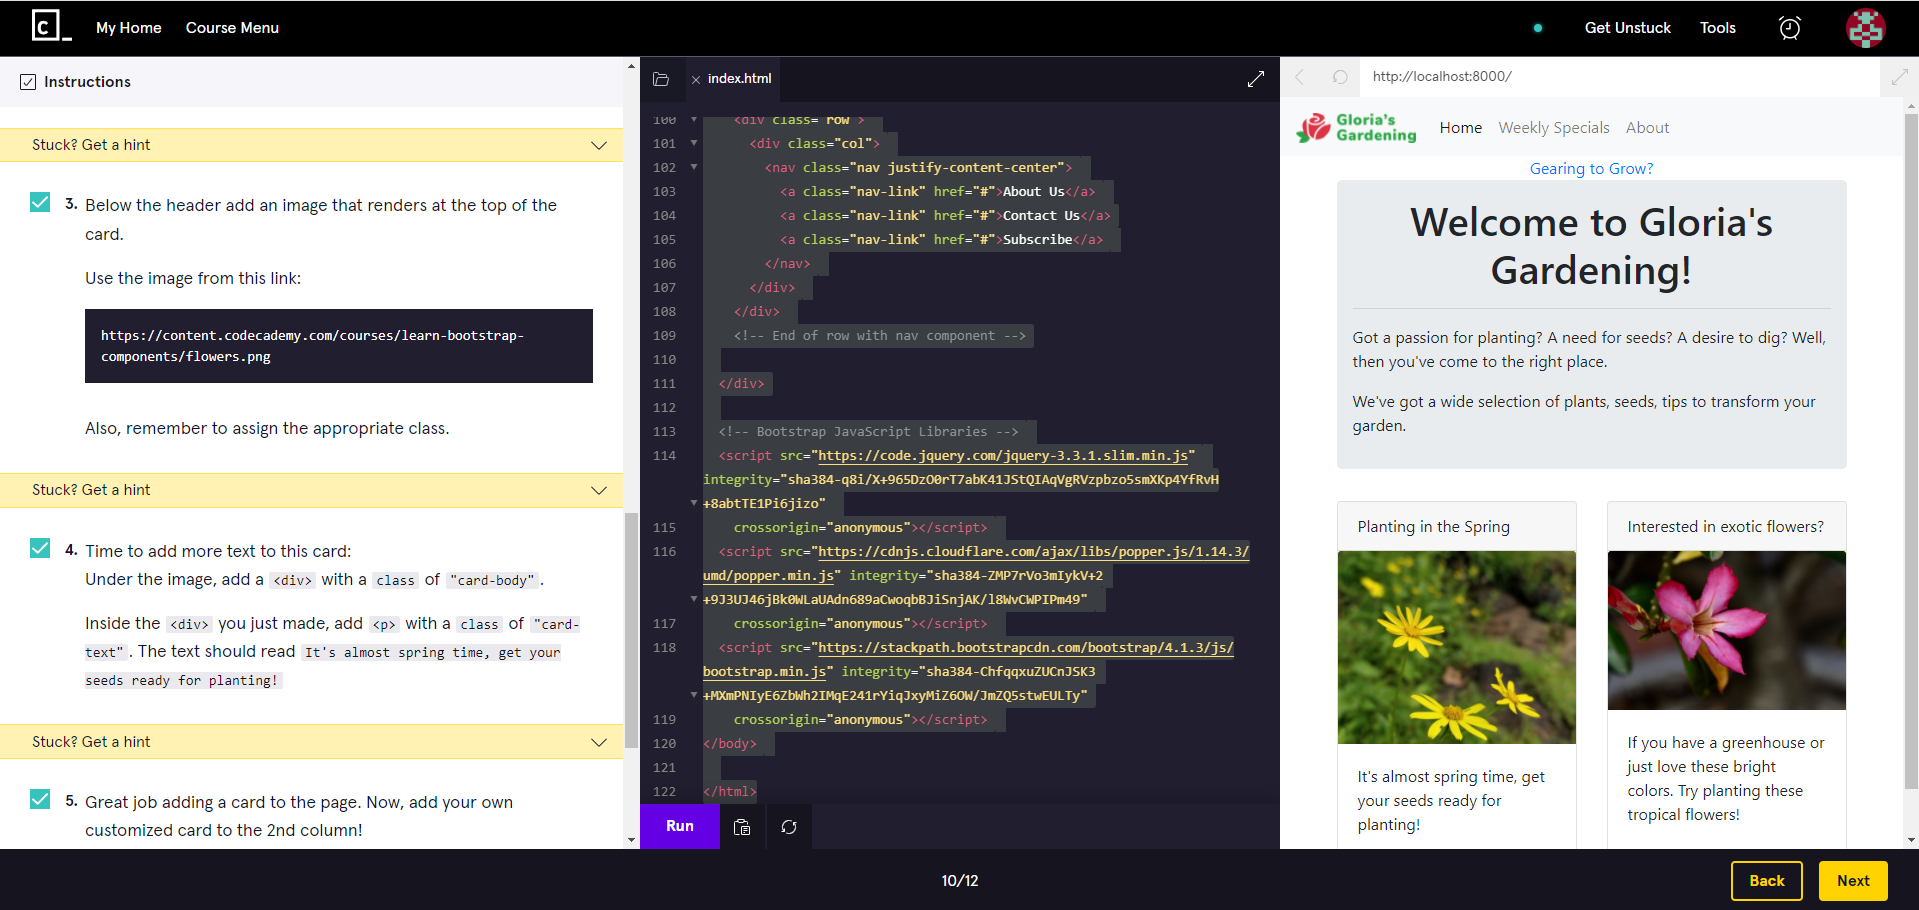 c
My Home
Course Menu
Get Unstuck
Tools
Instructions
Stuck? Get a hint
3. Below the header add an image that renders at the top of the
card.
Use the image from this link:
https://content.codecademy.com/courses/learn-bootstrap-
components/flowers.png
Also, remember to assign the appropriate class.
Stuck? Get a hint
4. Time to add more text to this card:
Under the image, add a <div> with a class of "card-body".
Inside the <div> you just made, add <p> with a class of "card-
text". The text should read It's almost spring time, get your
seeds ready for planting!
Stuck? Get a hint
5. Great job adding a card to the page. Now, add your own
customized card to the 2nd column!
index.html
100 <div class="row">
101 <div class="col">
102 <nav class="nav justify-content-center">
103 <a class="nav-link" href="#">About Us</a>
104 <a class="nav-link" href="#">Contact Us</a>
105 <a class="nav-link" href="#">Subscribe</a>
106 </nav>
107 </div>
108 </div>
109 <!-- End of row with nav component -->
110
111 </div>
112
113 <!-- Bootstrap JavaScript Libraries -->
114 <script src="https://code.jquery.com/jquery-3.3.1.slim.min.js"
integrity="sha384-q8i/X+965DzO0rT7abK41JStQIAqVgRVzpbzo5smXKp4YfRvH
+8abtTE1Pi6jizo"
115 crossorigin="anonymous"></script>
116 <script src="https://cdnjs.cloudflare.com/ajax/libs/popper.js/1.14.3/
umd/popper.min.js" integrity="sha384-ZMP7rVo3mIykV+2
+9J3UJ46jBk0WLaUAdn689aCwoqbBJiSnjAK/l8WvCWPIPm49"
117 crossorigin="anonymous"></script>
118 <script src="https://stackpath.bootstrapcdn.com/bootstrap/4.1.3/js/
bootstrap.min.js" integrity="sha384-ChfqqxuZUCnJSK3
+MXmPNIyE6ZbWh2IMqE241rYiqJxyMiZ6OW/JmZQ5stwEULTy"
119 crossorigin="anonymous"></script>
120 </body>
121
122 </html>
Run
http://localhost:8000/
Gloria's
Gardening
Home
Weekly Specials
About
Gearing to Grow?
Welcome to Gloria's
Gardening!
Got a passion for planting? A need for seeds? A desire to dig? Well,
then you've come to the right place.
We've got a wide selection of plants, seeds, tips to transform your
garden.
Planting in the Spring
It's almost spring time, get
your seeds ready for
planting!
Interested in exotic flowers?
If you have a greenhouse or
just love these bright
colors. Try planting these
tropical flowers!
10/12
Back
Next